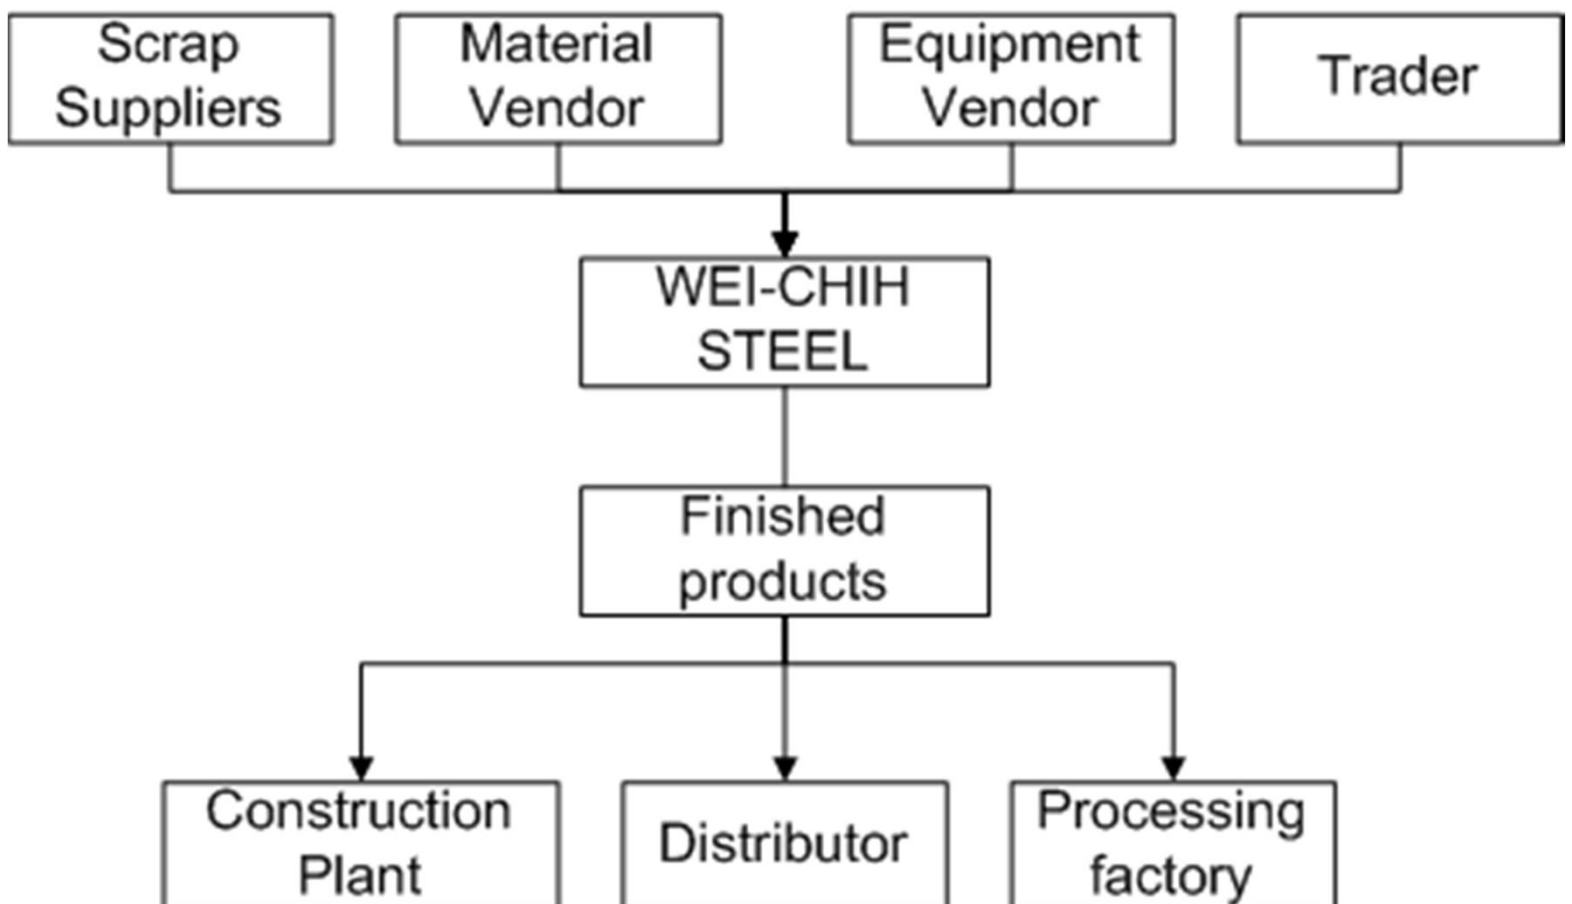 Scrap
Suppliers
Material
Vendor
Equipment
Vendor
Trader
WEI-CHIH
STEEL
Finished
products
Construction
Plant
Distributor
Processing
factory